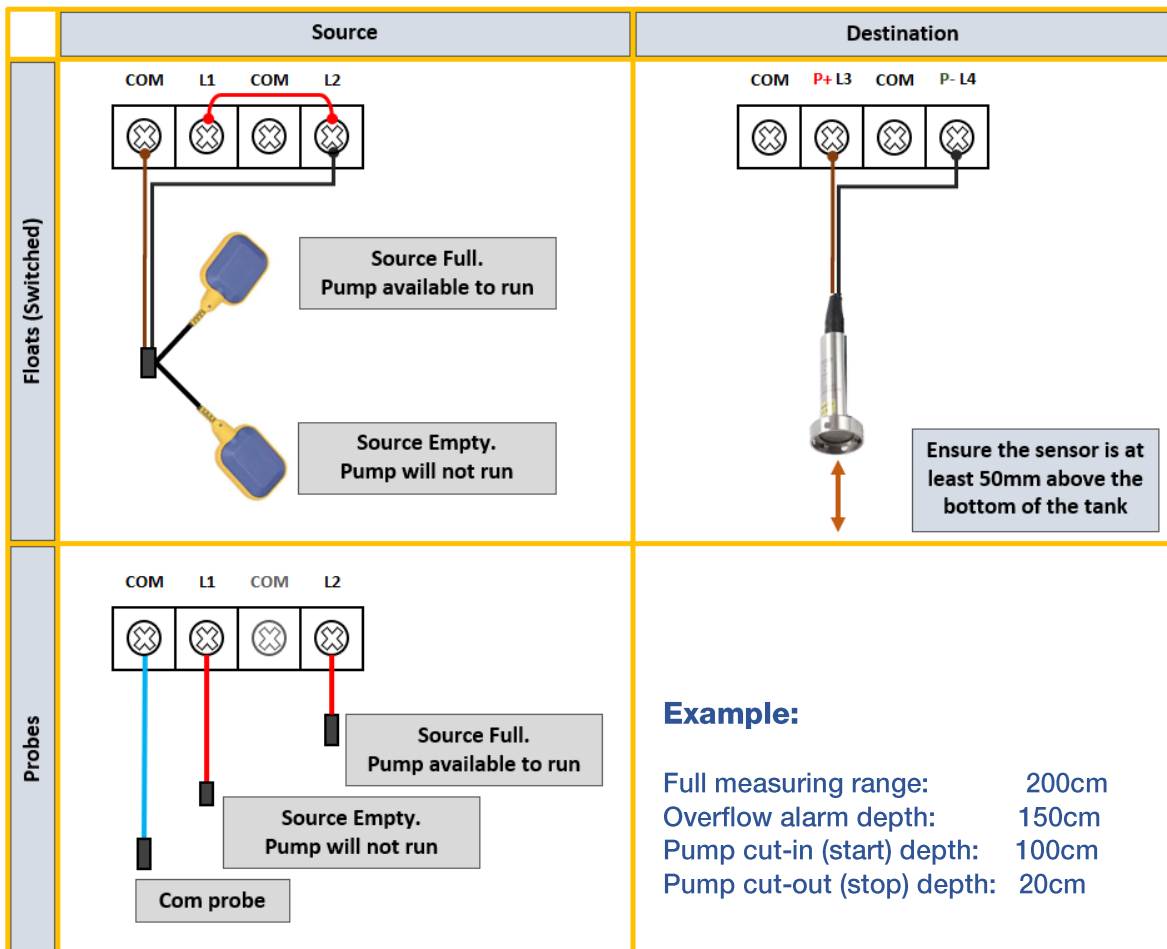 Source
Destination
Floats (Switched)
COM L1 COM L2
Source Full.
Pump available to run
Source Empty.
Pump will not run
COM P+ L3 COM P- L4
Ensure the sensor is at
least 50mm above the
bottom of the tank
Probes
COM L1 COM L2
Source Full.
Pump available to run
Source Empty.
Pump will not run
Com probe
Example:
Full measuring range: 200cm
Overflow alarm depth: 150cm
Pump cut-in (start) depth: 100cm
Pump cut-out (stop) depth: 20cm